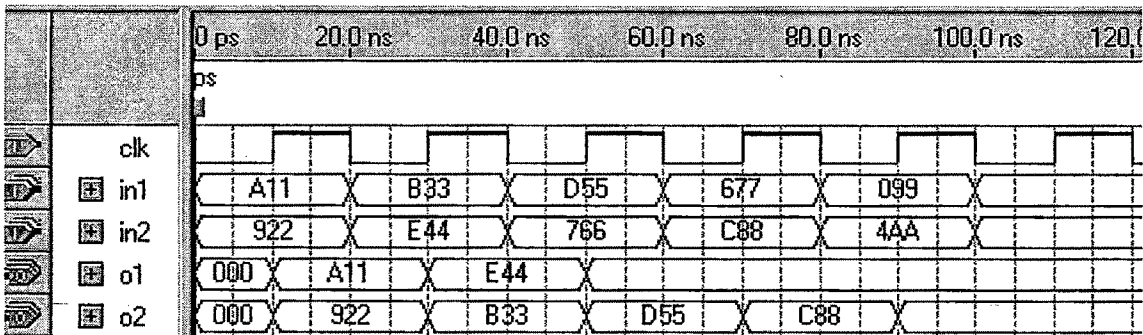 0 ps 20.0 ns 40.0 ns 60.0 ns 80.0 ns 100.0 ns 120.0
ps
clk
in1 A11 B33 D55 677 099
in2 922 E44 766 C88 4AA
o1 000 A11 E44
o2 000 922 B33 D55 C88